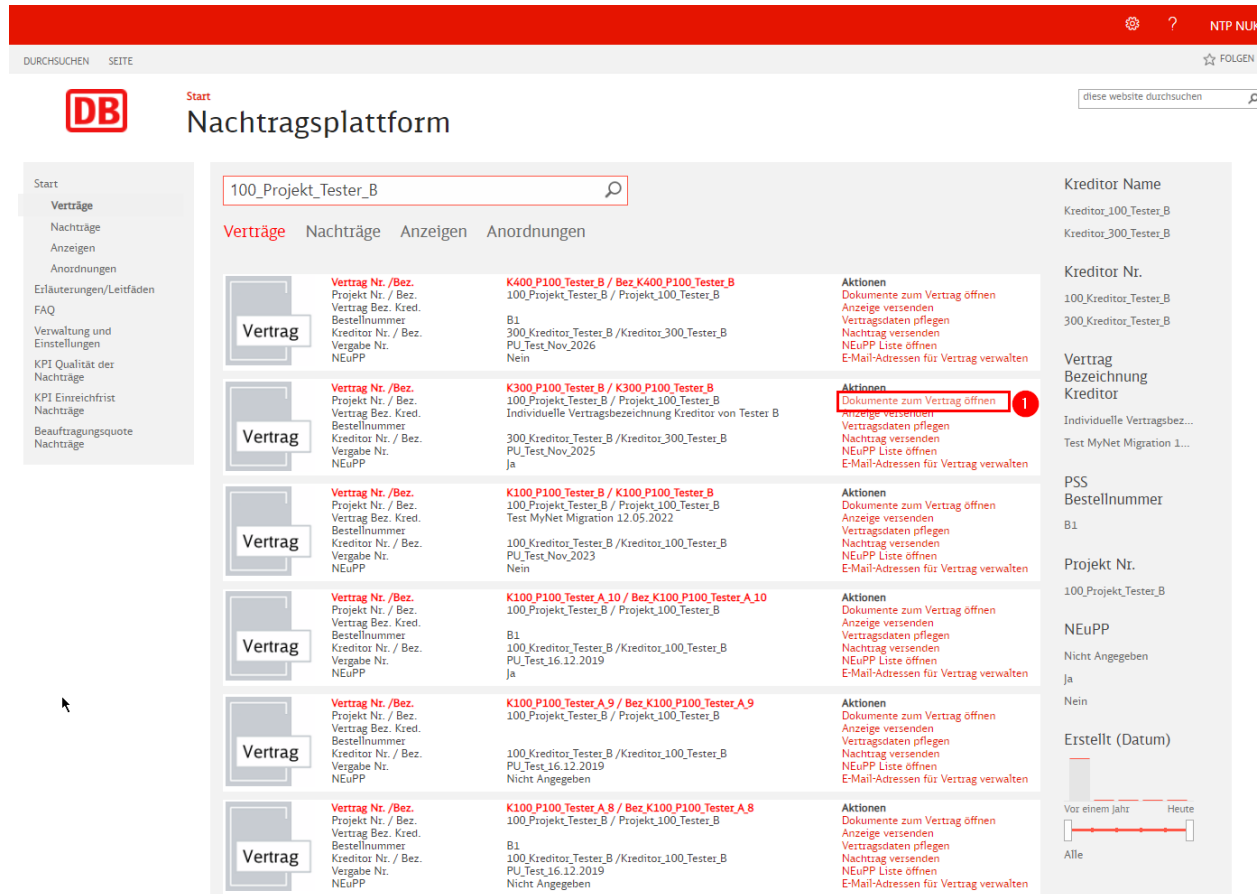 NTP NUK
DURCHSUCHEN SEITE
FOLGEN
DB
Start
Nachtragsplattform
diese website durchsuchen
Start
Verträge
Nachträge
Anzeigen
Anordnungen
Erläuterungen/Leitfäden
FAQ
Verwaltung und
Einstellungen
KPI Qualität der
Nachträge
KPI Einreichfrist
Nachträge
Beauftragungsquote
Nachträge
100_Projekt_Tester_B
Verträge Nachträge Anzeigen Anordnungen
Vertrag
Vertrag Nr. /Bez. K400_P100_Tester_B / Bez_K400_P100_Tester_B Aktionen
Projekt Nr. / Bez. 100_Projekt_Tester_B / Projekt_100_Tester_B Dokumente zum Vertrag öffnen
Vertrag Bez. Kred. Anzeige versenden
Bestellnummer B1 Vertragsdaten pflegen
Kreditor Nr. / Bez. 300_Kreditor_Tester_B /Kreditor_300_Tester_B Nachtrag versenden
Vergabe Nr. PU_Test_Nov_2026 NEuPP Liste öffnen
NEuPP Nein E-Mail-Adressen für Vertrag verwalten
Vertrag
Vertrag Nr. /Bez. K300_P100_Tester_B / K300_P100_Tester_B Aktionen
Projekt Nr. / Bez. 100_Projekt_Tester_B / Projekt_100_Tester_B Dokumente zum Vertrag öffnen 1
Vertrag Bez. Kred. Individuelle Vertragsbezeichnung Kreditor von Tester B Anzeige versenden
Bestellnummer Vertragsdaten pflegen
Kreditor Nr. / Bez. 300_Kreditor_Tester_B /Kreditor_300_Tester_B Nachtrag versenden
Vergabe Nr. PU_Test_Nov_2025 NEuPP Liste öffnen
NEuPP Ja E-Mail-Adressen für Vertrag verwalten
Vertrag
Vertrag Nr. /Bez. K100_P100_Tester_B / K100_P100_Tester_B Aktionen
Projekt Nr. / Bez. 100_Projekt_Tester_B / Projekt_100_Tester_B Dokumente zum Vertrag öffnen
Vertrag Bez. Kred. Test MyNet Migration 12.05.2022 Anzeige versenden
Bestellnummer Vertragsdaten pflegen
Kreditor Nr. / Bez. 100_Kreditor_Tester_B /Kreditor_100_Tester_B Nachtrag versenden
Vergabe Nr. PU_Test_Nov_2023 NEuPP Liste öffnen
NEuPP Nein E-Mail-Adressen für Vertrag verwalten
Vertrag
Vertrag Nr. /Bez. K100_P100_Tester_A_10 / Bez_K100_P100_Tester_A_10 Aktionen
Projekt Nr. / Bez. 100_Projekt_Tester_B / Projekt_100_Tester_B Dokumente zum Vertrag öffnen
Vertrag Bez. Kred. Anzeige versenden
Bestellnummer B1 Vertragsdaten pflegen
Kreditor Nr. / Bez. 100_Kreditor_Tester_B /Kreditor_100_Tester_B Nachtrag versenden
Vergabe Nr. PU_Test_16.12.2019 NEuPP Liste öffnen
NEuPP Ja E-Mail-Adressen für Vertrag verwalten
Vertrag
Vertrag Nr. /Bez. K100_P100_Tester_A_9 / Bez_K100_P100_Tester_A_9 Aktionen
Projekt Nr. / Bez. 100_Projekt_Tester_B / Projekt_100_Tester_B Dokumente zum Vertrag öffnen
Vertrag Bez. Kred. Anzeige versenden
Bestellnummer Vertragsdaten pflegen
Kreditor Nr. / Bez. 100_Kreditor_Tester_B /Kreditor_100_Tester_B Nachtrag versenden
Vergabe Nr. PU_Test_16.12.2019 NEuPP Liste öffnen
NEuPP Nicht Angegeben E-Mail-Adressen für Vertrag verwalten
Vertrag
Vertrag Nr. /Bez. K100_P100_Tester_A_8 / Bez_K100_P100_Tester_A_8 Aktionen
Projekt Nr. / Bez. 100_Projekt_Tester_B / Projekt_100_Tester_B Dokumente zum Vertrag öffnen
Vertrag Bez. Kred. Anzeige versenden
Bestellnummer B1 Vertragsdaten pflegen
Kreditor Nr. / Bez. 100_Kreditor_Tester_B /Kreditor_100_Tester_B Nachtrag versenden
Vergabe Nr. PU_Test_16.12.2019 NEuPP Liste öffnen
NEuPP Nicht Angegeben E-Mail-Adressen für Vertrag verwalten
Kreditor Name
Kreditor_100_Tester_B
Kreditor_300_Tester_B
Kreditor Nr.
100_Kreditor_Tester_B
300_Kreditor_Tester_B
Vertrag
Bezeichnung
Kreditor
Individuelle Vertragsbez...
Test MyNet Migration 1...
PSS
Bestellnummer
B1
Projekt Nr.
100_Projekt_Tester_B
NEuPP
Nicht Angegeben
Ja
Nein
Erstellt (Datum)
Vor einem Jahr Heute
Alle